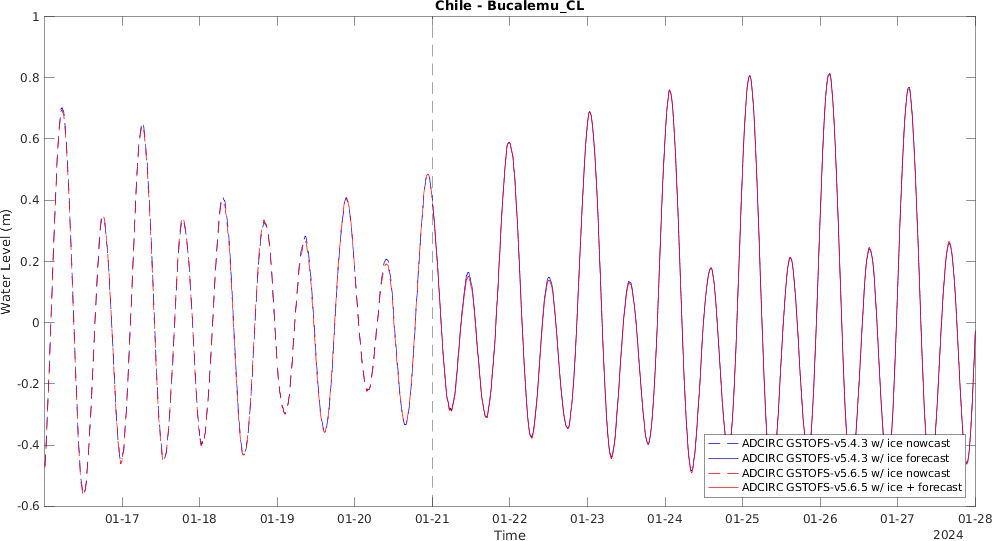 Chile - Bucalemu_CL
1
0.8
0.6
0.4
0.2
0
-0.2
-0.4
-0.6
Water Level (m)
ADCIRC GSTOFS-v5.4.3 w/ ice nowcast
ADCIRC GSTOFS-v5.4.3 w/ ice forecast
ADCIRC GSTOFS-v5.6.5 w/ ice nowcast
ADCIRC GSTOFS-v5.6.5 w/ ice + forecast
01-17 01-18 01-19 01-20 01-21 01-22 01-23 01-24 01-25 01-26 01-27 01-28
Time
2024